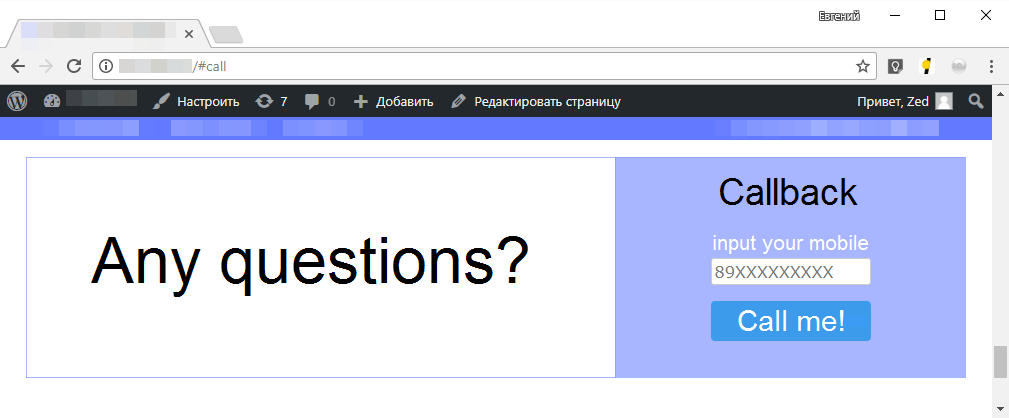 Евгений
/#call
Настроить 7 0 Добавить Редактировать страницу Привет, Zed
Any questions?
Callback
input your mobile
89XXXXXXXXX
Call me!